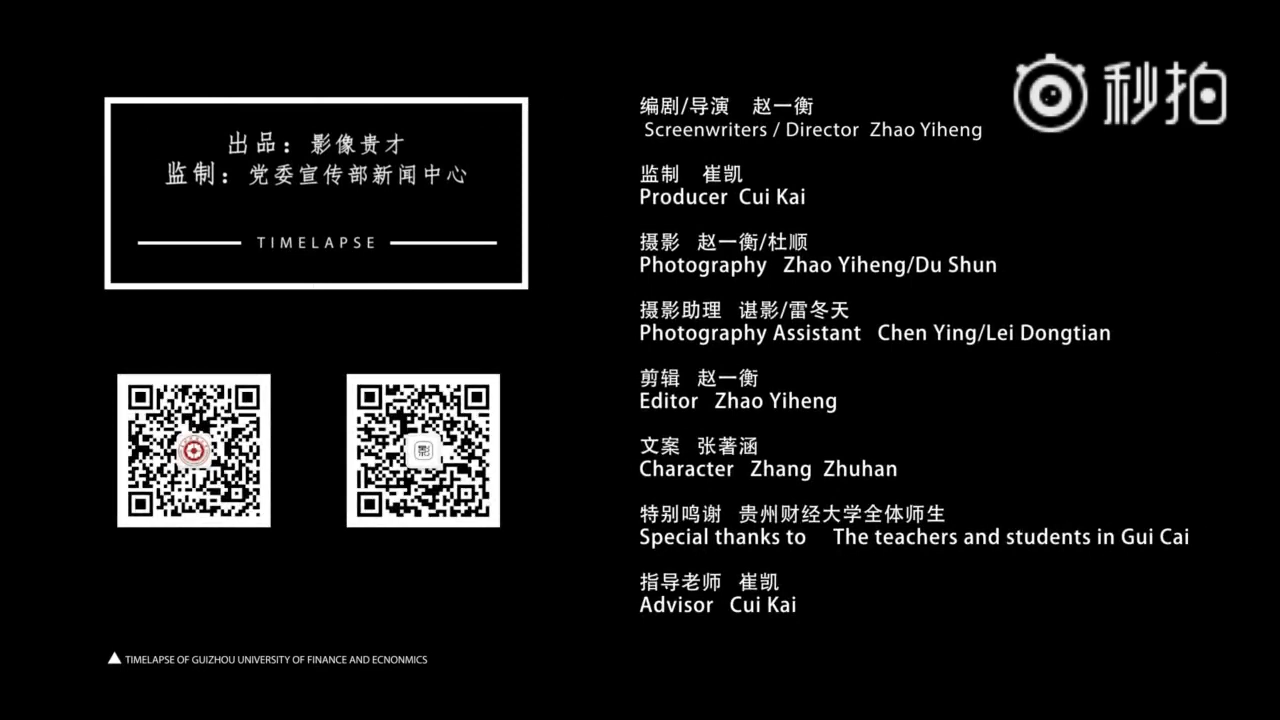 秒拍
出品：影像贵才
监制：党委宣传部新闻中心
TIMELAPSE
编剧/导演 赵一衡
Screenwriters / Director Zhao Yiheng
监制 崔凯
Producer Cui Kai
摄影 赵一衡/杜顺
Photography Zhao Yiheng/Du Shun
摄影助理 谌影/雷冬天
Photography Assistant Chen Ying/Lei Dongtian
剪辑 赵一衡
Editor Zhao Yiheng
文案 张著涵
Character Zhang Zhuhan
特别鸣谢 贵州财经大学全体师生
Special thanks to The teachers and students in Gui Cai
指导老师 崔凯
Advisor Cui Kai
影
TIMELAPSE OF GUIZHOU UNIVERSITY OF FINANCE AND ECNONMICS